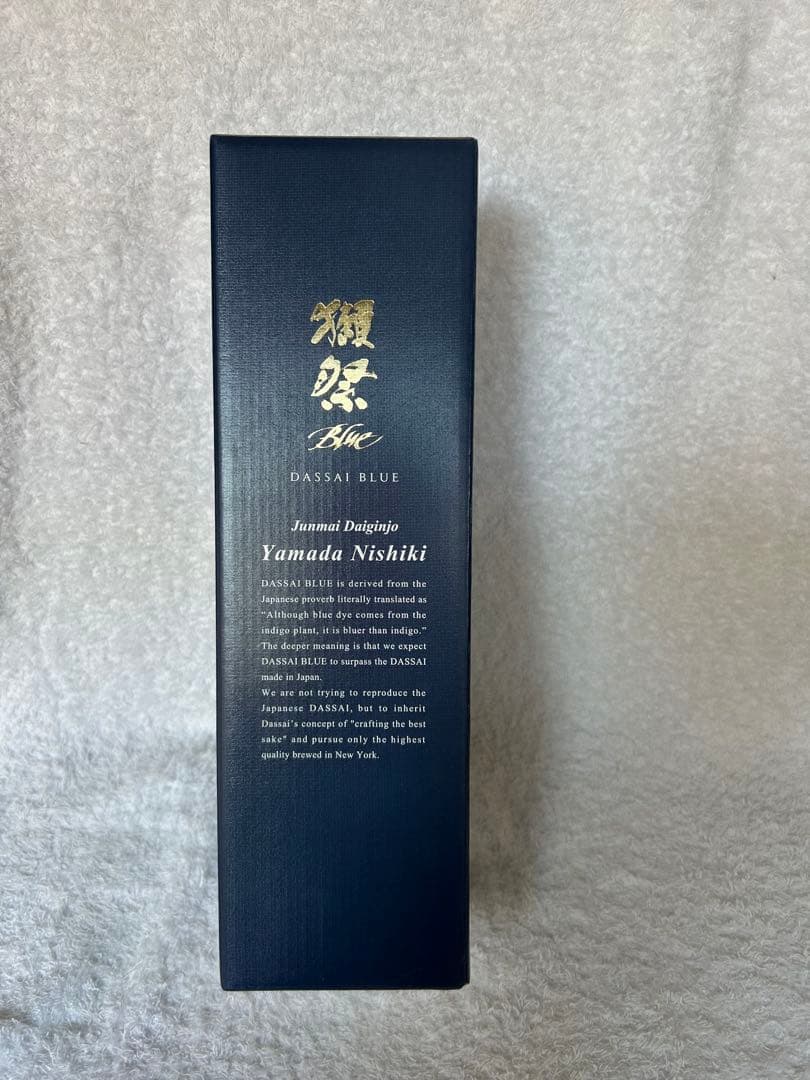 獺
祭
Blue
DASSAI BLUE
Junmai Daiginjo
Yamada Nishiki
DASSAI BLUE is derived from the
Japanese proverb literally translated as
“Although blue dye comes from the
indigo plant, it is bluer than indigo.”
The deeper meaning is that we expect
DASSAI BLUE to surpass the DASSAI
made in Japan.
We are not trying to reproduce the
Japanese DASSAI, but to inherit
Dassai's concept of "crafting the best
sake" and pursue only the highest
quality brewed in New York.